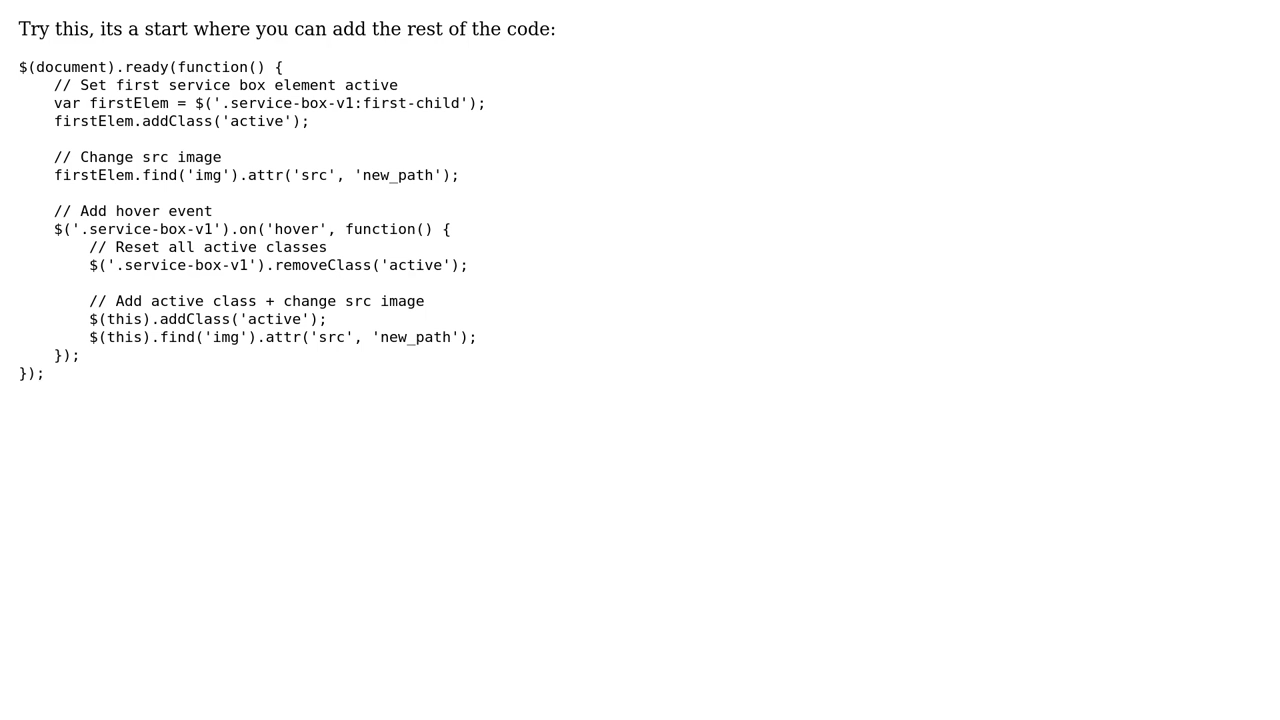 Try this, its a start where you can add the rest of the code:
$(document).ready(function() {
    // Set first service box element active
    var firstElem = $('.service-box-v1:first-child');
    firstElem.addClass('active');

    // Change src image
    firstElem.find('img').attr('src', 'new_path');

    // Add hover event
    $('.service-box-v1').on('hover', function() {
        // Reset all active classes
        $('.service-box-v1').removeClass('active');

        // Add active class + change src image
        $(this).addClass('active');
        $(this).find('img').attr('src', 'new_path');
    });
});